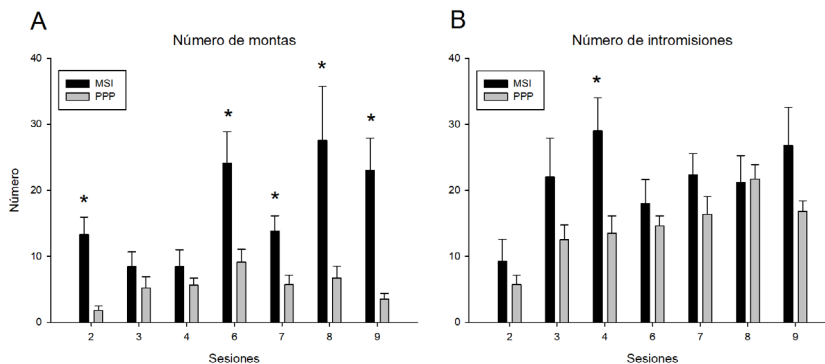 A
Número de montas
40
30
20
10
0
Número
MSI
PPP
*
*
*
*
*
2 3 4 6 7 8 9
Sesiones
B
Número de intromisiones
40
30
20
10
0
MSI
PPP
*
2 3 4 6 7 8 9
Sesiones